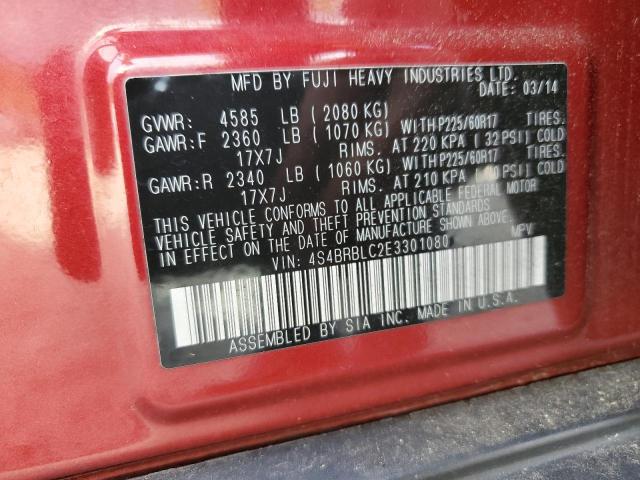 MFD BY FUJI HEAVY INDUSTRIES LTD.
DATE: 03/14
GVWR: 4585 LB ( 2080 KG)
GAWR:F 2360 LB ( 1070 KG) WITH P225/60R17 TIRES.
17X7J RIMS. AT 220 KPA ( 32 PSI) COLD
GAWR:R 2340 LB ( 1060 KG) WITH P225/60R17 TIRES.
17X7J RIMS. AT 210 KPA ( PSI) COLD
THIS VEHICLE CONFORMS TO ALL APPLICABLE FEDERAL MOTOR
VEHICLE SAFETY AND THEFT PREVENTION STANDARDS
IN EFFECT ON THE DATE OF MANUFACTURE SHOWN ABOVE.
VIN: 4S4BRBLC2E3301080 MPV
ASSEMBLED BY SIA INC. MADE IN U.S.A.